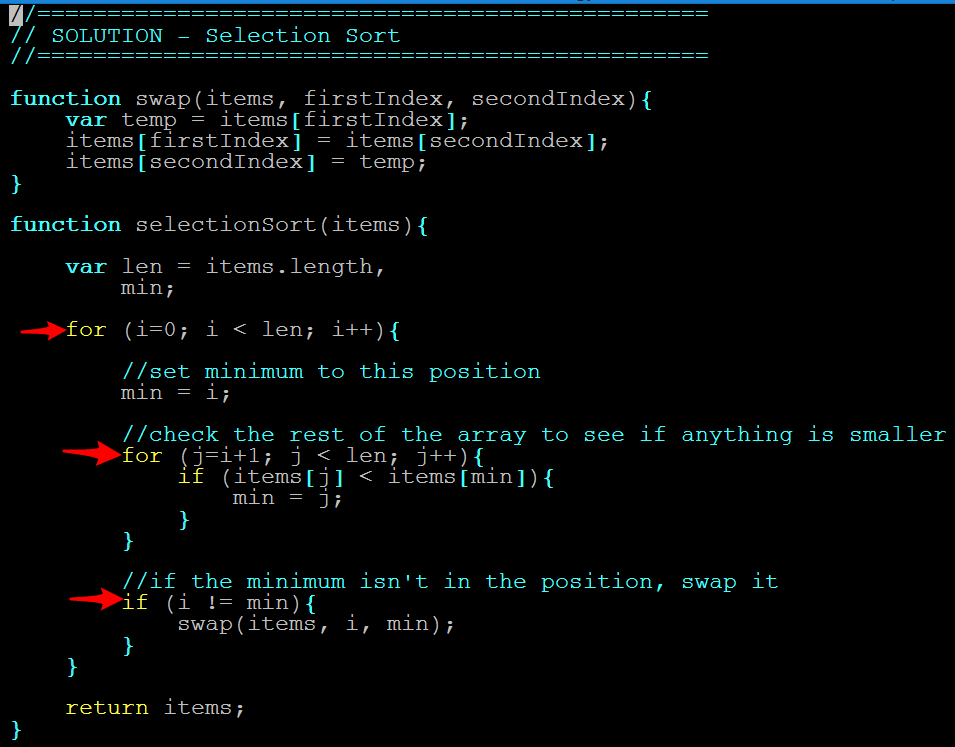 //================================================
// SOLUTION - Selection Sort
//================================================
function swap(items, firstIndex, secondIndex){
    var temp = items[firstIndex];
    items[firstIndex] = items[secondIndex];
    items[secondIndex] = temp;
}
function selectionSort(items){
    var len = items.length,
        min;
    for (i=0; i < len; i++){
        //set minimum to this position
        min = i;
        //check the rest of the array to see if anything is smaller
        for (j=i+1; j < len; j++){
            if (items[j] < items[min]){
                min = j;
            }
        }
        //if the minimum isn't in the position, swap it
        if (i != min){
            swap(items, i, min);
        }
    }
    return items;
}